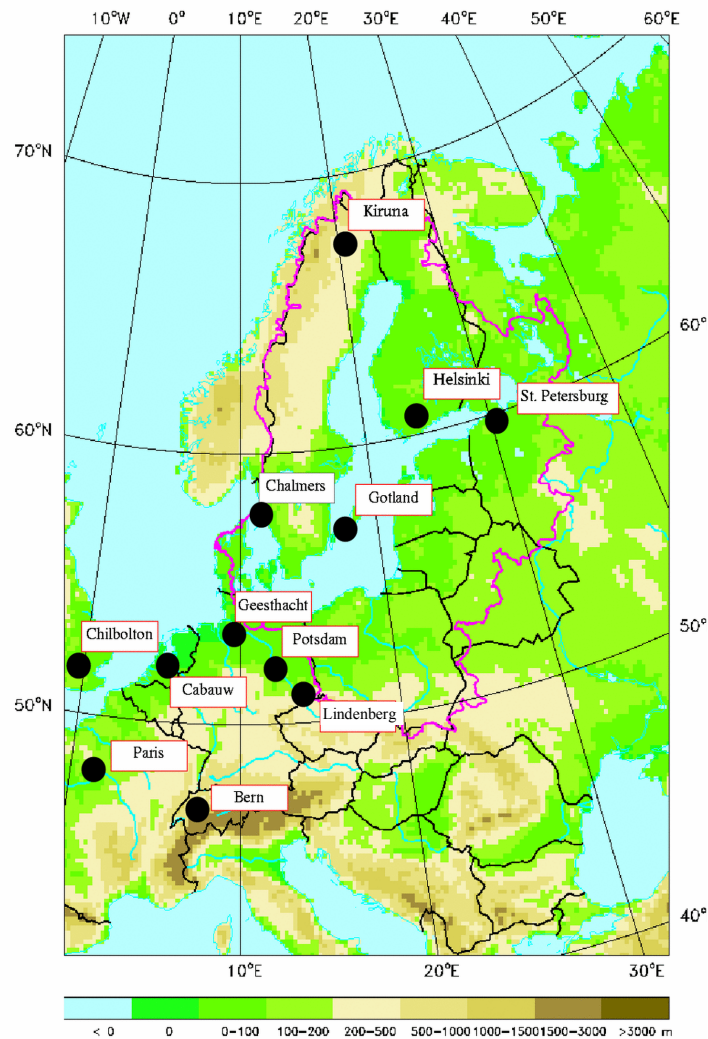 10°W 0° 10°E 20°E 30°E 40°E 50°E 60°E
70°N
Kiruna
60°N
Helsinki
St. Petersburg
60°N
Chalmers
Gotland
Geesthacht
50°N
Chilbolton
Potsdam
Cabauw
50°N
Lindenberg
Paris
Bern
40°N
10°E 20°E 30°E
< 0 0 0-100 100-200 200-500 500-1000 1000-1500 1500-3000 >3000 m